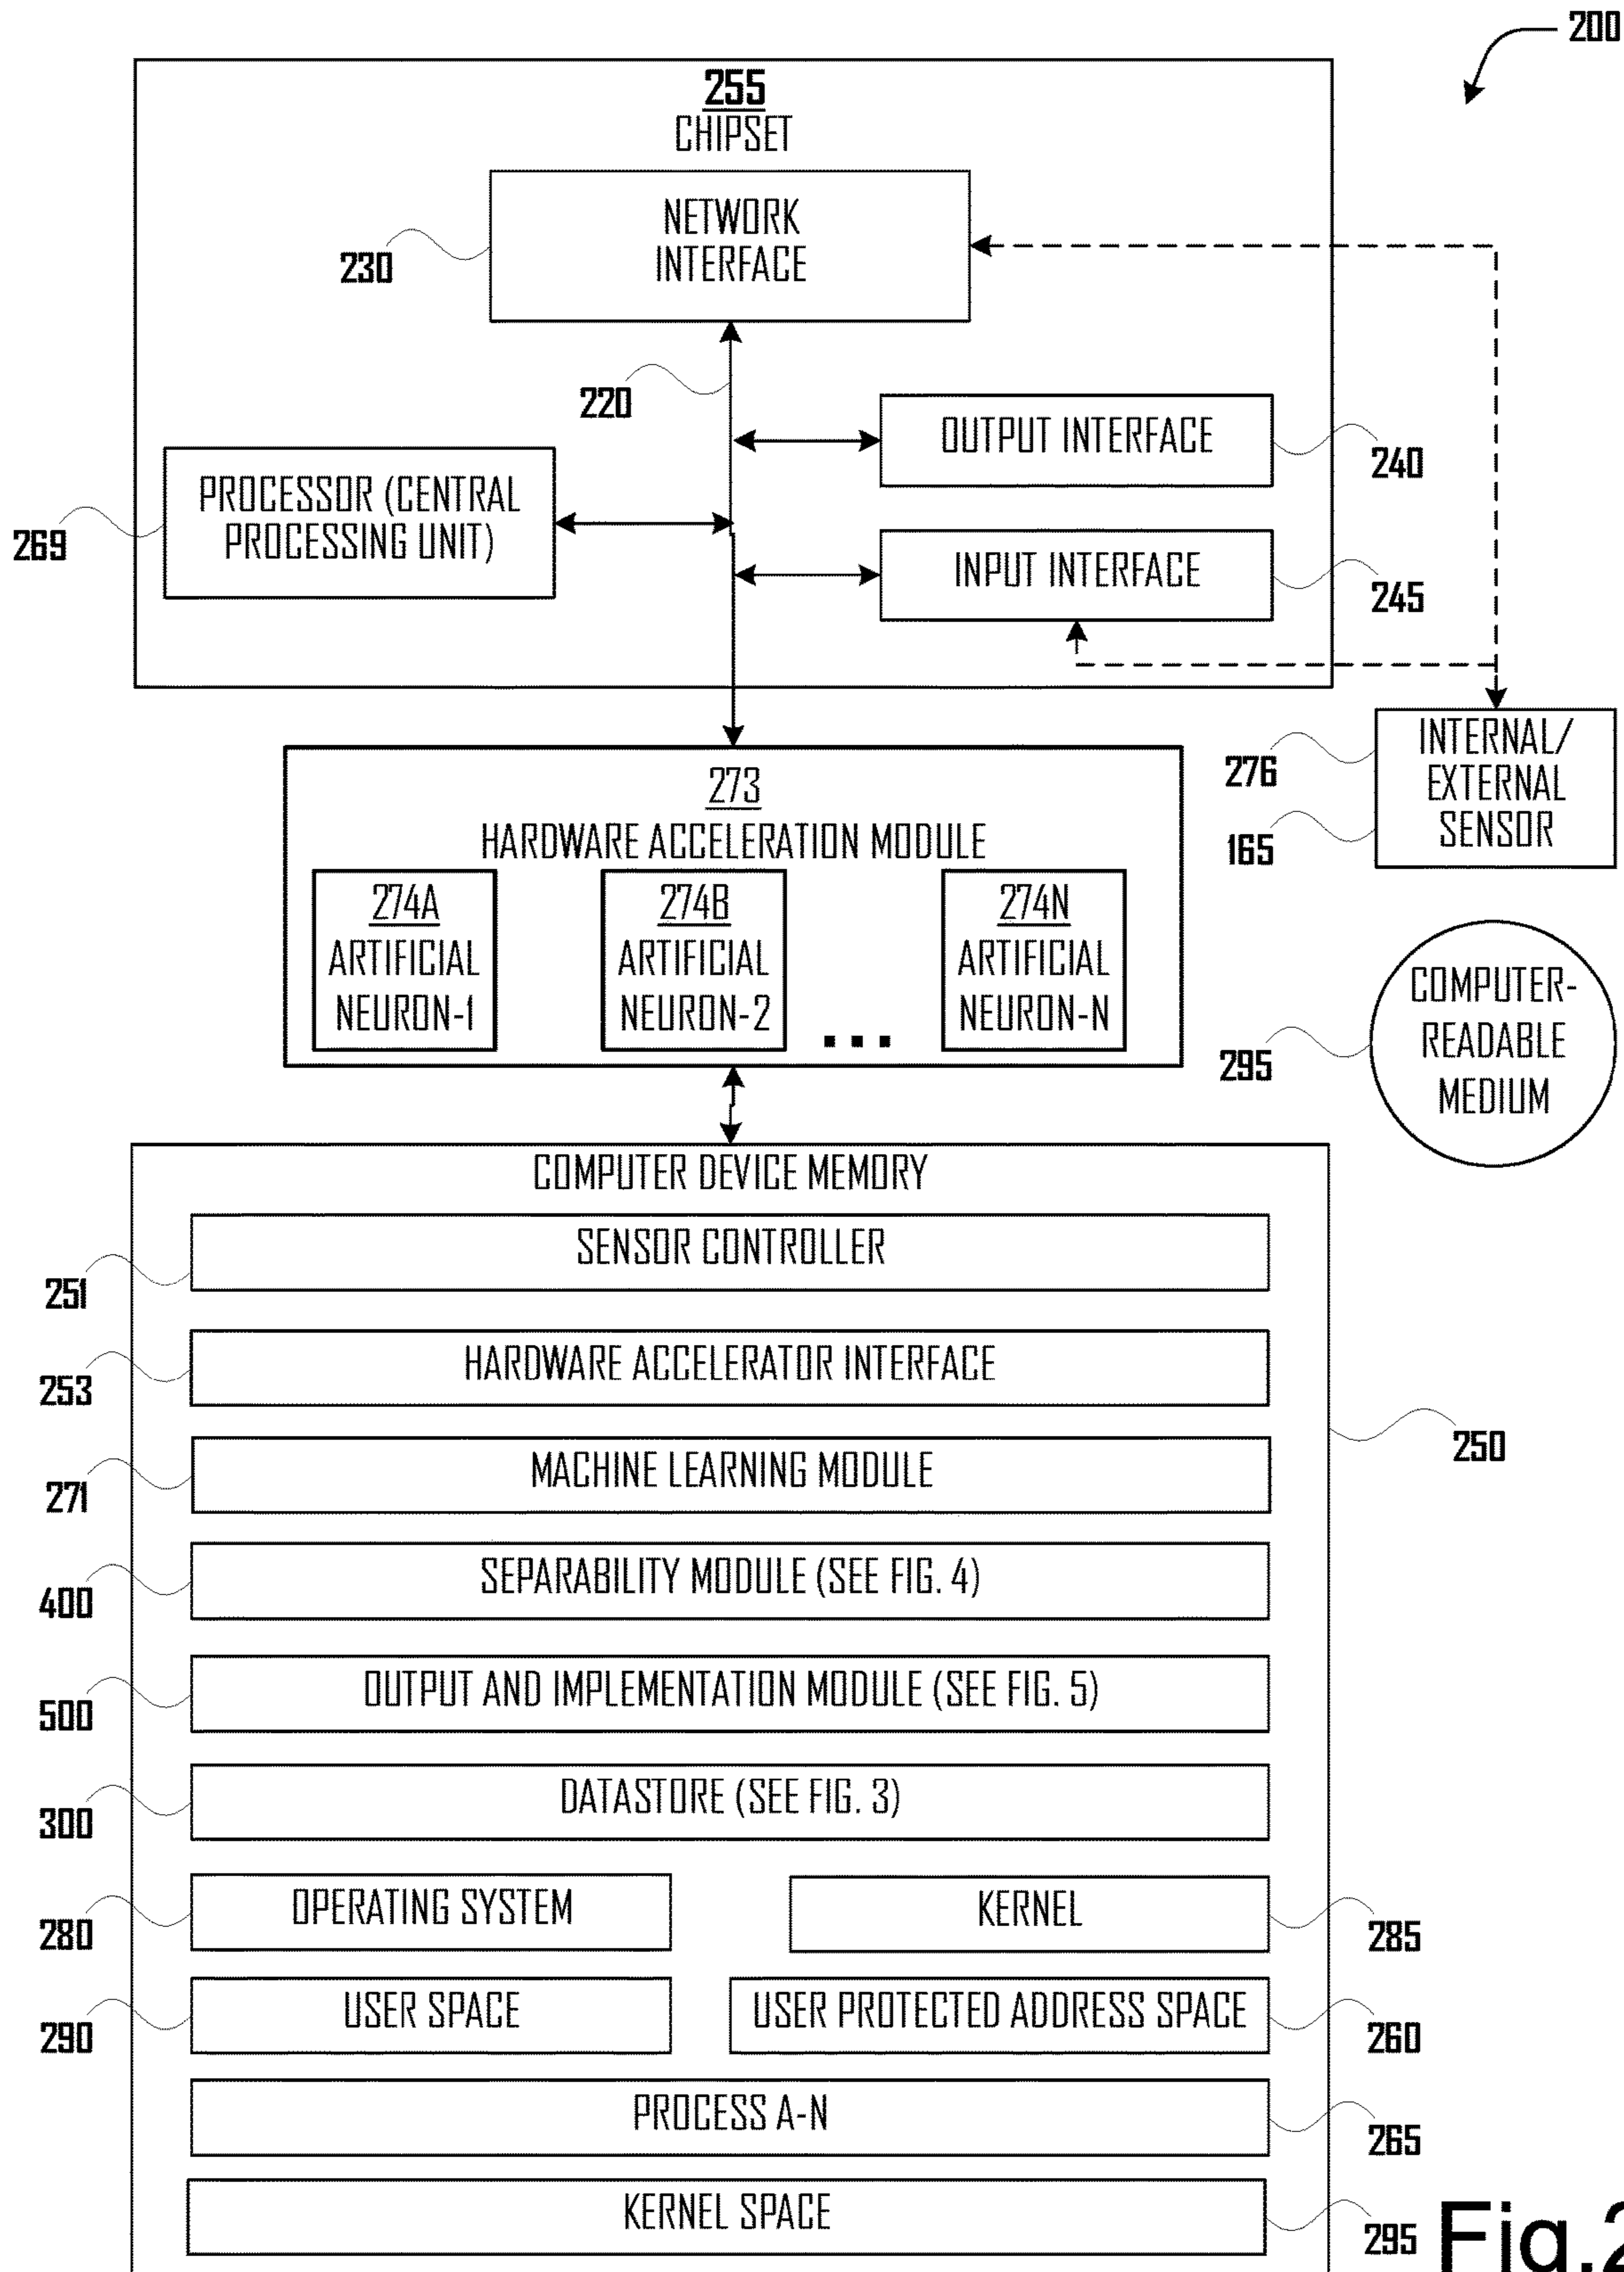 200
255
CHIPSET
NETWORK
INTERFACE
230
220
OUTPUT INTERFACE
240
PROCESSOR (CENTRAL
PROCESSING UNIT)
269
INPUT INTERFACE
245
273
HARDWARE ACCELERATION MODULE
274A
ARTIFICIAL
NEURON-1
274B
ARTIFICIAL
NEURON-2
...
274N
ARTIFICIAL
NEURON-N
276
165
INTERNAL/
EXTERNAL
SENSOR
COMPUTER-
READABLE
MEDIUM
295
COMPUTER DEVICE MEMORY
SENSOR CONTROLLER
251
HARDWARE ACCELERATOR INTERFACE
253
250
MACHINE LEARNING MODULE
271
SEPARABILITY MODULE (SEE FIG. 4)
400
OUTPUT AND IMPLEMENTATION MODULE (SEE FIG. 5)
500
DATASTORE (SEE FIG. 3)
300
OPERATING SYSTEM
280
KERNEL
285
USER SPACE
290
USER PROTECTED ADDRESS SPACE
260
PROCESS A-N
265
KERNEL SPACE
295
Fig.2